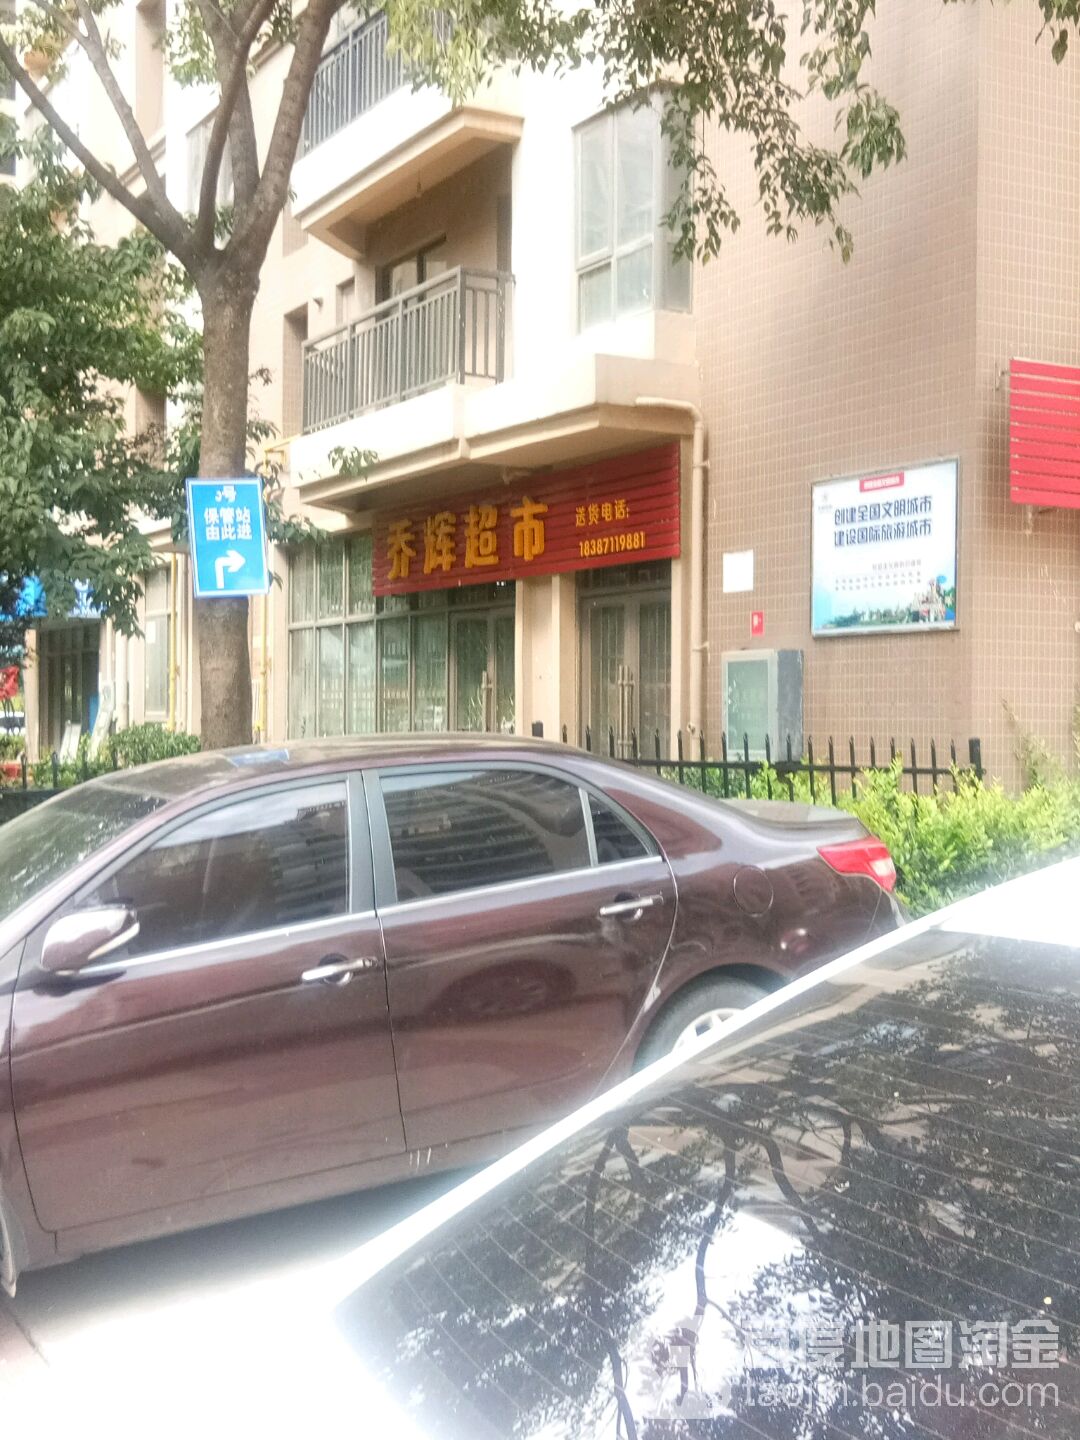 3号
保管站
由此进
乔辉超市
送货电话:
18387119881
创建全国文明城市
建设国际旅游城市
百度地图淘金
taojin.baidu.com